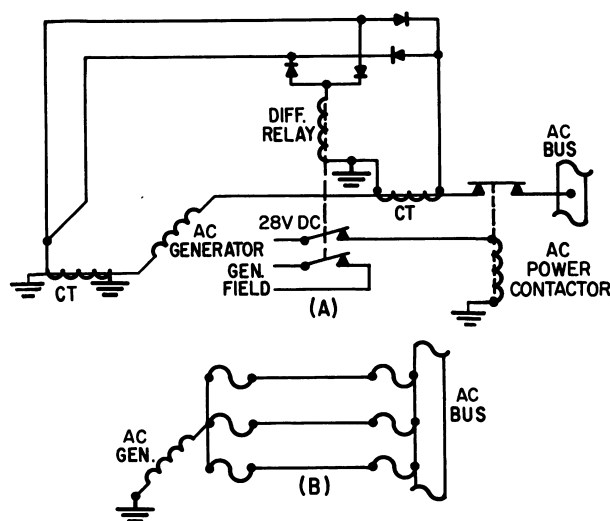 DIFF.
RELAY
AC
BUS
CT
AC
GENERATOR
28V DC
GEN.
FIELD
CT
AC
POWER
CONTACTOR
(A)
AC
GEN.
AC
BUS
(B)